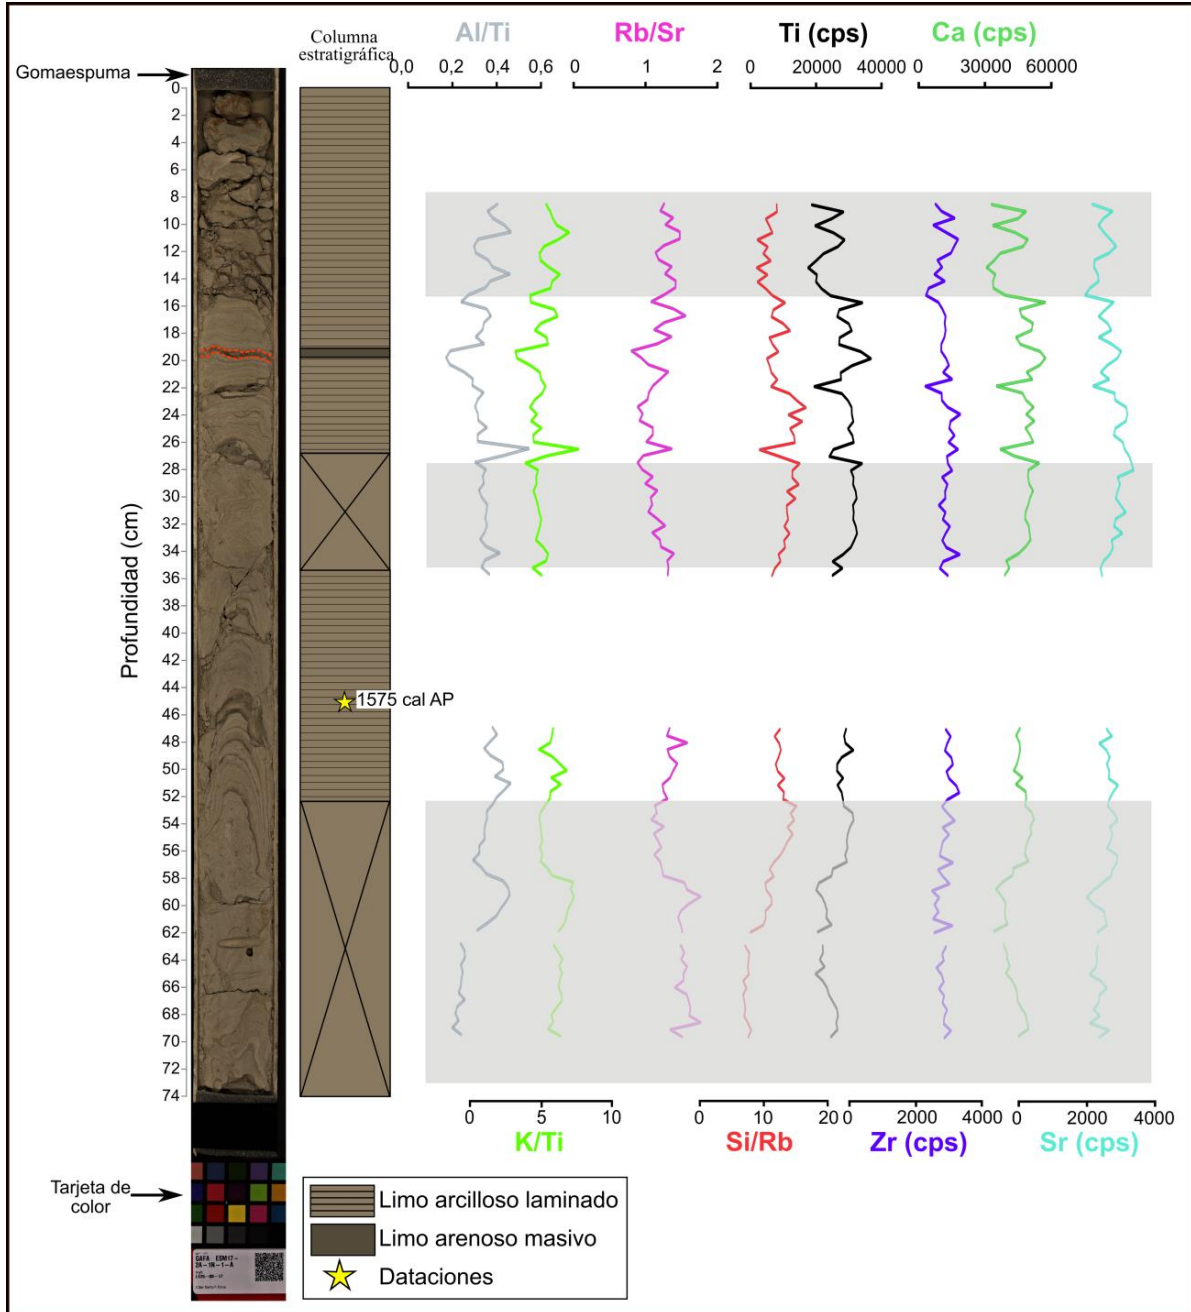 Al/Ti
Rb/Sr
Ti (cps)
Ca (cps)
Columna
estratigráfica
Gomaespuma
0,0 0,2 0,4 0,6 0 1 2 0 20000 40000 0 30000 60000
0
2
4
6
8
10
12
14
16
18
20
22
24
26
28
30
32
34
36
38
40
42
44
46
48
50
52
54
56
58
60
62
64
66
68
70
72
74
Profundidad (cm)
1575 cal AP
0 5 10 0 10 20 0 2000 4000 0 2000 4000
K/Ti
Si/Rb
Zr (cps)
Sr (cps)
Tarjeta de
color
Limo arcilloso laminado
Limo arenoso masivo
Dataciones